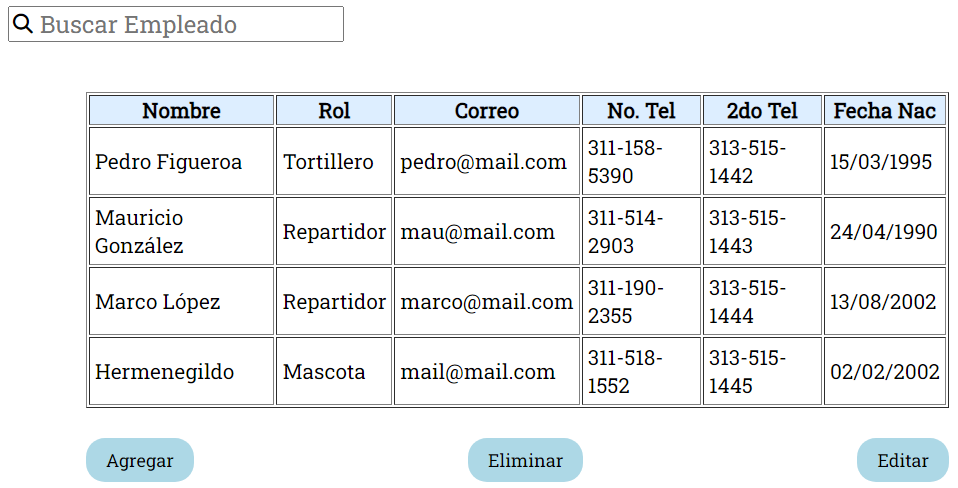 Buscar Empleado
Nombre Rol Correo No. Tel 2do Tel Fecha Nac
Pedro Figueroa Tortillero pedro@mail.com 311-158-5390 313-515-1442 15/03/1995
Mauricio González Repartidor mau@mail.com 311-514-2903 313-515-1443 24/04/1990
Marco López Repartidor marco@mail.com 311-190-2355 313-515-1444 13/08/2002
Hermenegildo Mascota mail@mail.com 311-518-1552 313-515-1445 02/02/2002
Agregar Eliminar Editar